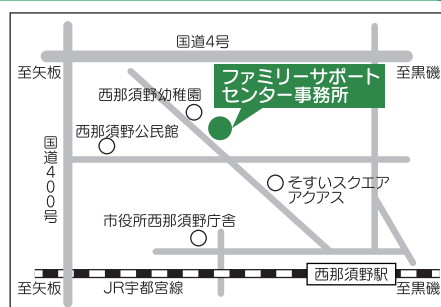 国道4号
至矢板
至黒磯
ファミリーサポート
センター事務所
西那須野幼稚園
西那須野公民館
国道400号
そすいスクエア
アクアス
市役所西那須野庁舎
西那須野駅
至矢板
JR宇都宮線
至黒磯